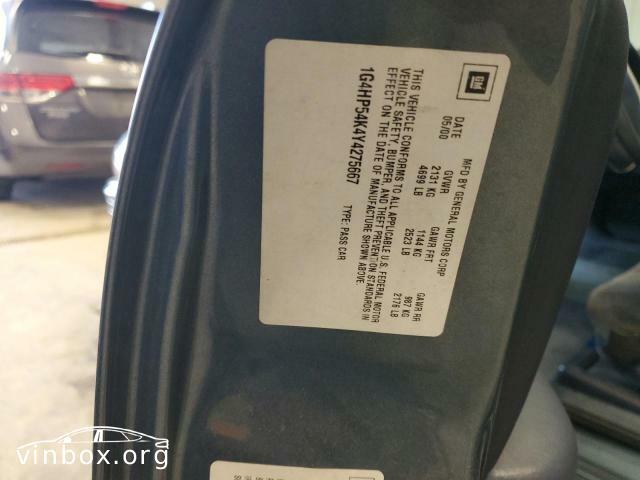 GM
MFD BY GENERAL MOTORS CORP
DATE GVWR GAWR FRT GAWR RR
05/00 2131 KG 1144 KG 987 KG
4699 LB 2523 LB 2176 LB
THIS VEHICLE CONFORMS TO ALL APPLICABLE U.S. FEDERAL MOTOR
VEHICLE SAFETY, BUMPER, AND THEFT PREVENTION STANDARDS IN
EFFECT ON THE DATE OF MANUFACTURE SHOWN ABOVE.
1G4HP54K4Y4275667 TYPE: PASS CAR
vinbox.org